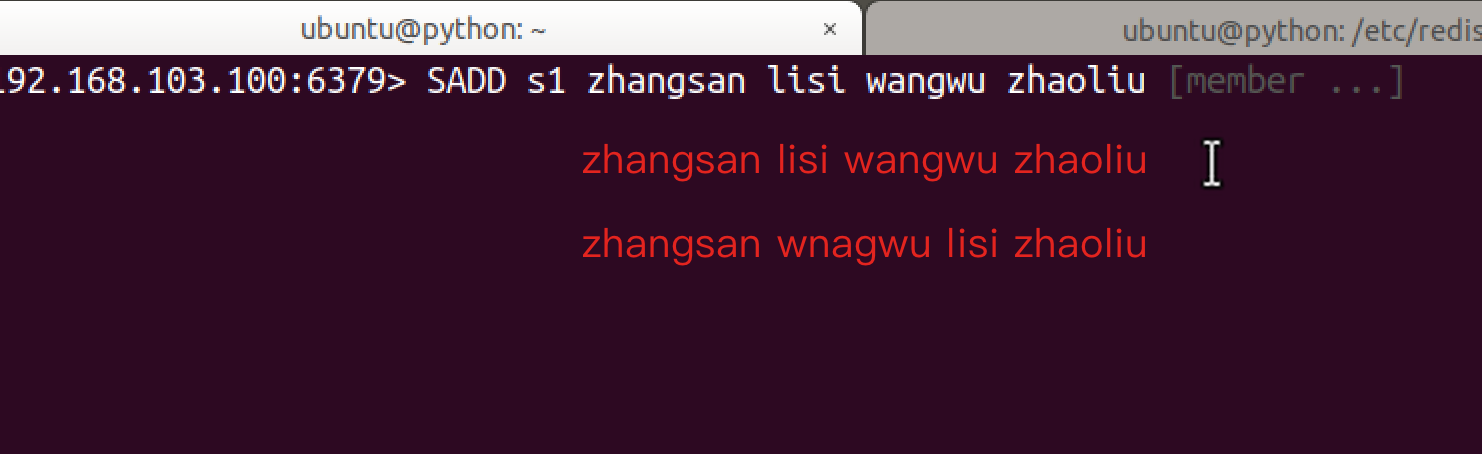 ubuntu@python: ~ × ubuntu@python: /etc/redis
92.168.103.100:6379> SADD s1 zhangsan lisi wangwu zhaoliu [member ...]
zhangsan lisi wangwu zhaoliu
zhangsan wnagwu lisi zhaoliu